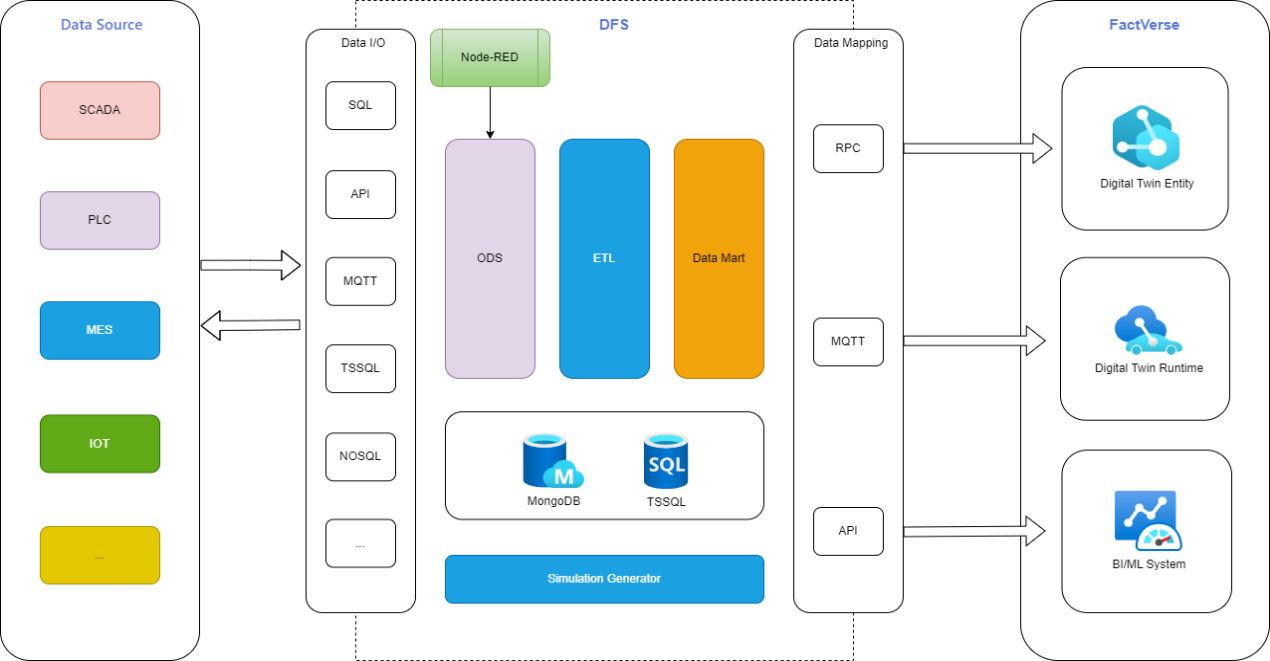 Data Source
SCADA
PLC
MES
IOT
...
DFS
Data I/O
SQL
API
MQTT
TSSQL
NOSQL
...
Node-RED
ODS
ETL
Data Mart
MongoDB
SQL
TSSQL
M
Simulation Generator
Data Mapping
RPC
MQTT
API
FactVerse
Digital Twin Entity
Digital Twin Runtime
BI/ML System